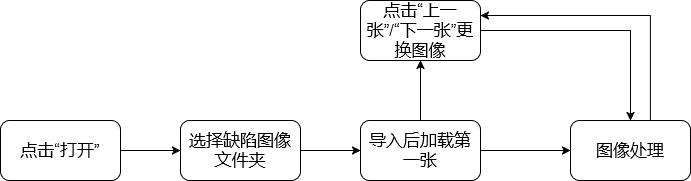 点击“上一
张”/“下一张”更
换图像
点击“打开”
选择缺陷图像
文件夹
导入后加载第
一张
图像处理